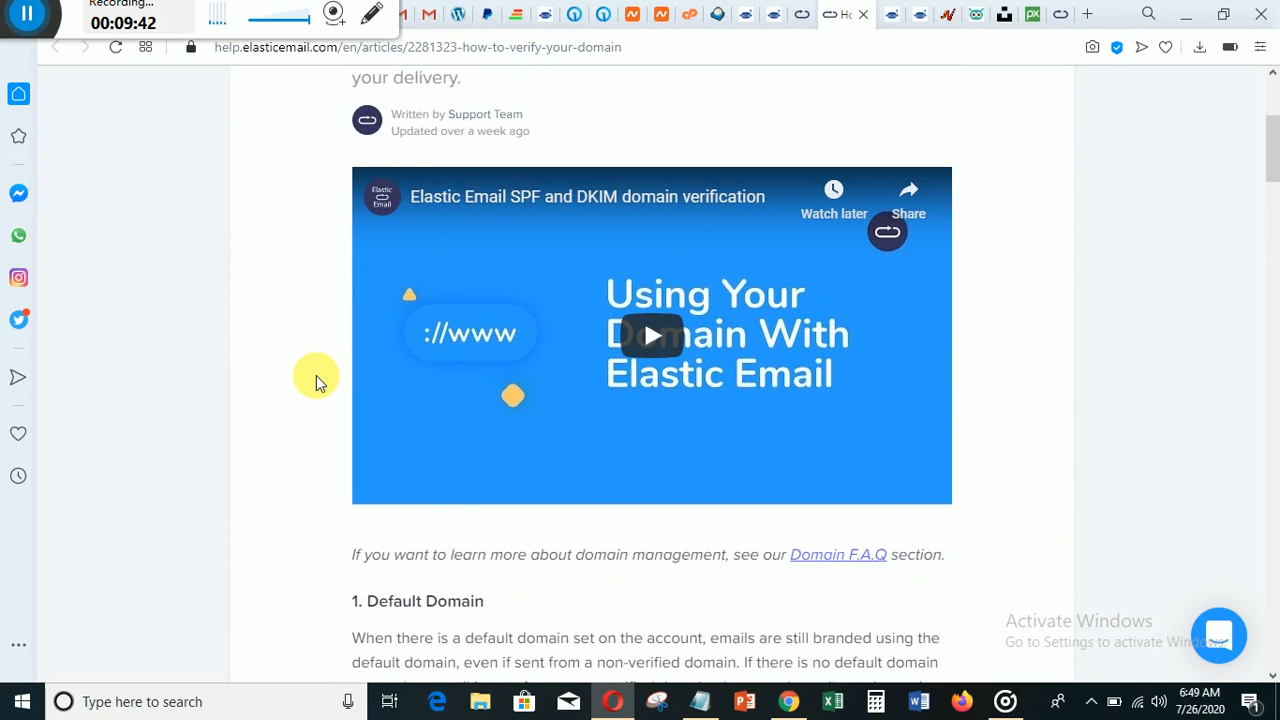 Recording...
00:09:42
Ho
help.elasticemail.com/en/articles/2281323-how-to-verify-your-domain
your delivery.
Written by Support Team
Updated over a week ago
Elastic Email
Elastic Email SPF and DKIM domain verification
Watch later
Share
://www
Using Your
Domain With
Elastic Email
If you want to learn more about domain management, see our Domain F.A.Q section.
1. Default Domain
When there is a default domain set on the account, emails are still branded using the
default domain, even if sent from a non-verified domain. If there is no default domain
Activate Windows
Go to Settings to activate Windows.
Type here to search
6:49 AM
7/26/2020